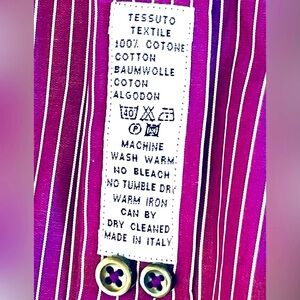 TESSUTO
TEXTILE
100% COTONE
COTTON
BAUMWOLLE
COTON
ALGODON
40
P
MACHINE
WASH WARM
NO BLEACH
NO TUMBLE DRY
WARM IRON
CAN BY
DRY CLEANED
MADE IN ITALY